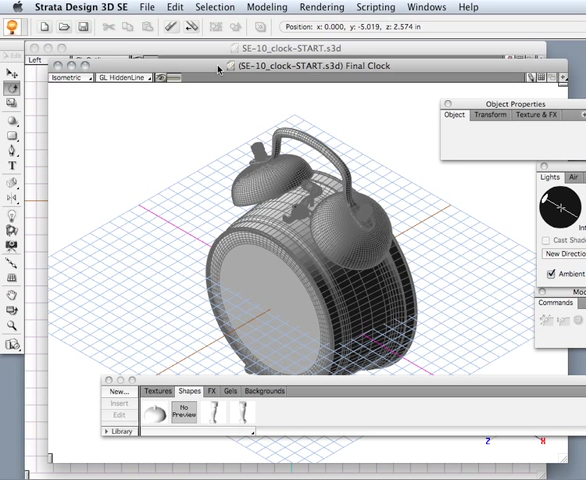 Strata Design 3D SE File Edit Selection Modeling Rendering Scripts Windows Help
Position: x: 0.000, y: -5.019, z: 2.574 in
SE-10_clock-START.s3d
Left
(SE-10_clock-START.s3d) Final Clock
Isometric GL HiddenLine
Object Properties
Object Transform Texture & FX
Lights Air
Int
Cast Shad
New Direction
Ambient
Mod
Commands
Textures Shapes FX Gels Backgrounds
New...
Insert
Edit
No Preview
Library
Z X